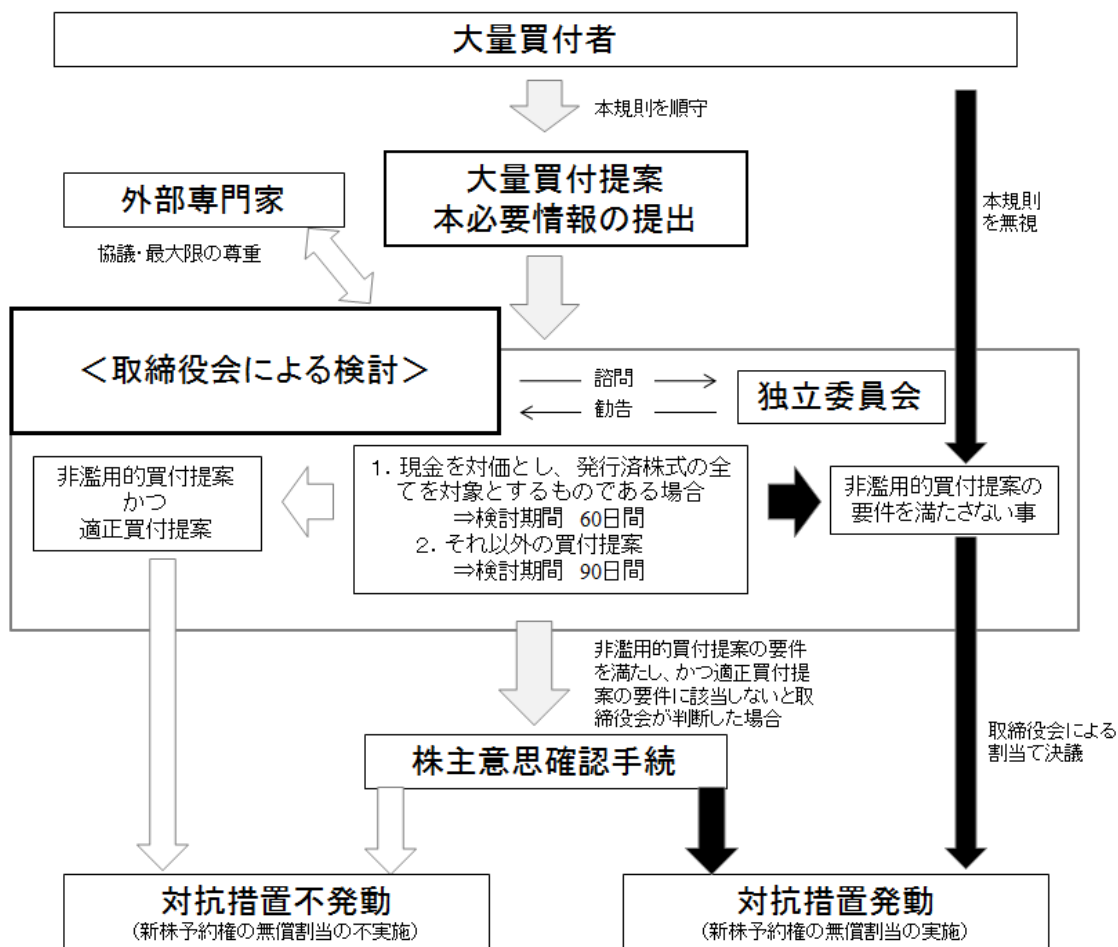 大量買付者
本規則を順守
大量買付提案
本必要情報の提出
外部専門家
協議・最大限の尊重
本規則
を無視
＜取締役会による検討＞
諮問
勧告
独立委員会
非濫用的買付提案
かつ
適正買付提案
1. 現金を対価とし、発行済株式の全
てを対象とするものである場合
⇒検討期間 60日間
2. それ以外の買付提案
⇒検討期間 90日間
非濫用的買付提案の
要件を満たさない事
非濫用的買付提案の要件
を満たし、かつ適正買付提
案の要件に該当しないと取
締役会が判断した場合
取締役会による
割当て決議
株主意思確認手続
対抗措置不発動
（新株予約権の無償割当の不実施）
対抗措置発動
（新株予約権の無償割当の実施）